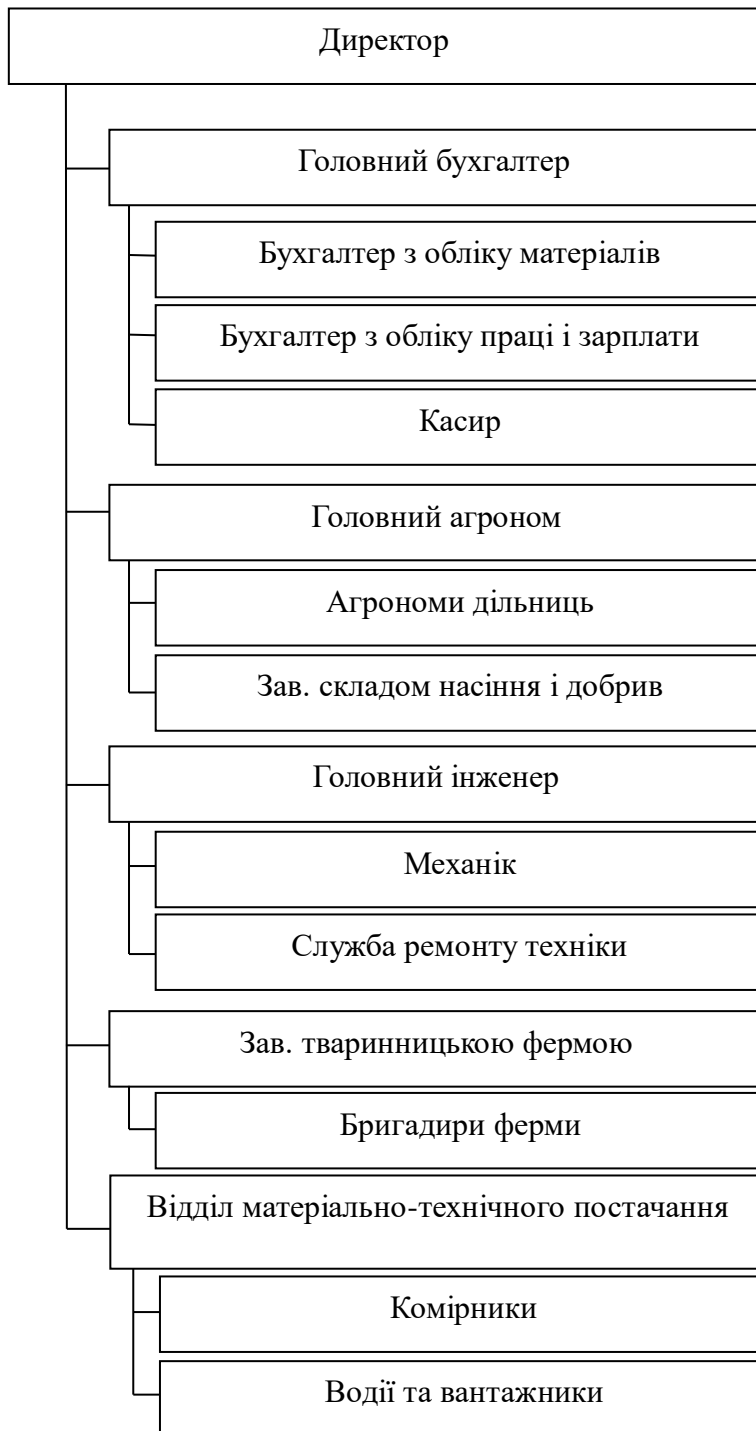 Директор
Головний бухгалтер
Бухгалтер з обліку матеріалів
Бухгалтер з обліку праці і зарплати
Касир
Головний агроном
Агрономи дільниць
Зав. складом насіння і добрив
Головний інженер
Механік
Служба ремонту техніки
Зав. тваринницькою фермою
Бригадири ферми
Відділ матеріально-технічного постачання
Комірники
Водії та вантажники